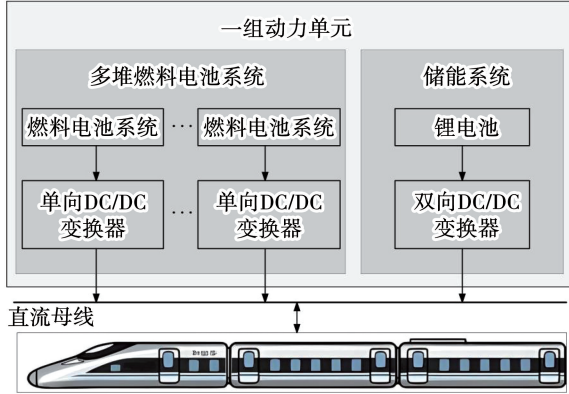 一组动力单元
多堆燃料电池系统
储能系统
燃料电池系统 ··· 燃料电池系统
锂电池
单向DC/DC
变换器
···
单向DC/DC
变换器
双向DC/DC
变换器
直流母线